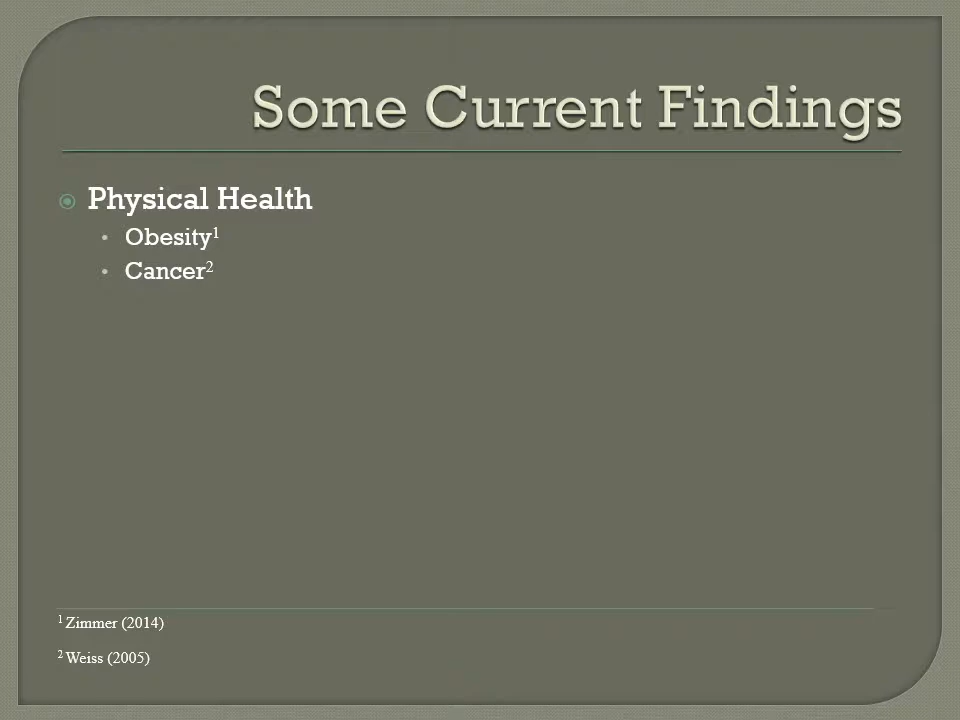 Some Current Findings
Physical Health
• Obesity¹
• Cancer²
¹ Zimmer (2014)
² Weiss (2005)